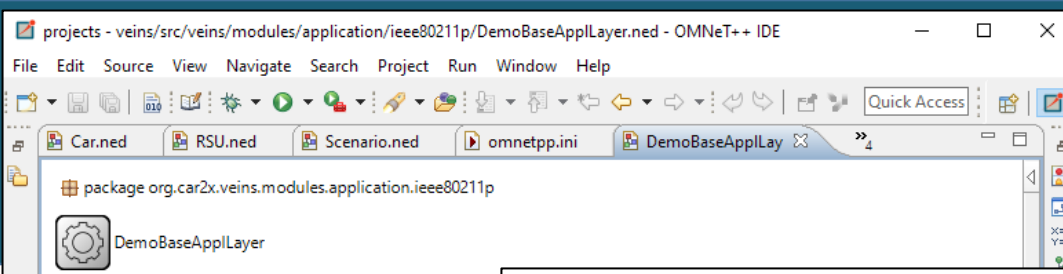 projects - veins/src/veins/modules/application/ieee80211p/DemoBaseApplLayer.ned - OMNeT++ IDE
File Edit Source View Navigate Search Project Run Window Help
010 Quick Access
Car.ned RSU.ned Scenario.ned omnetpp.ini DemoBaseApplLay »4
package org.car2x.veins.modules.application.ieee80211p
DemoBaseApplLayer